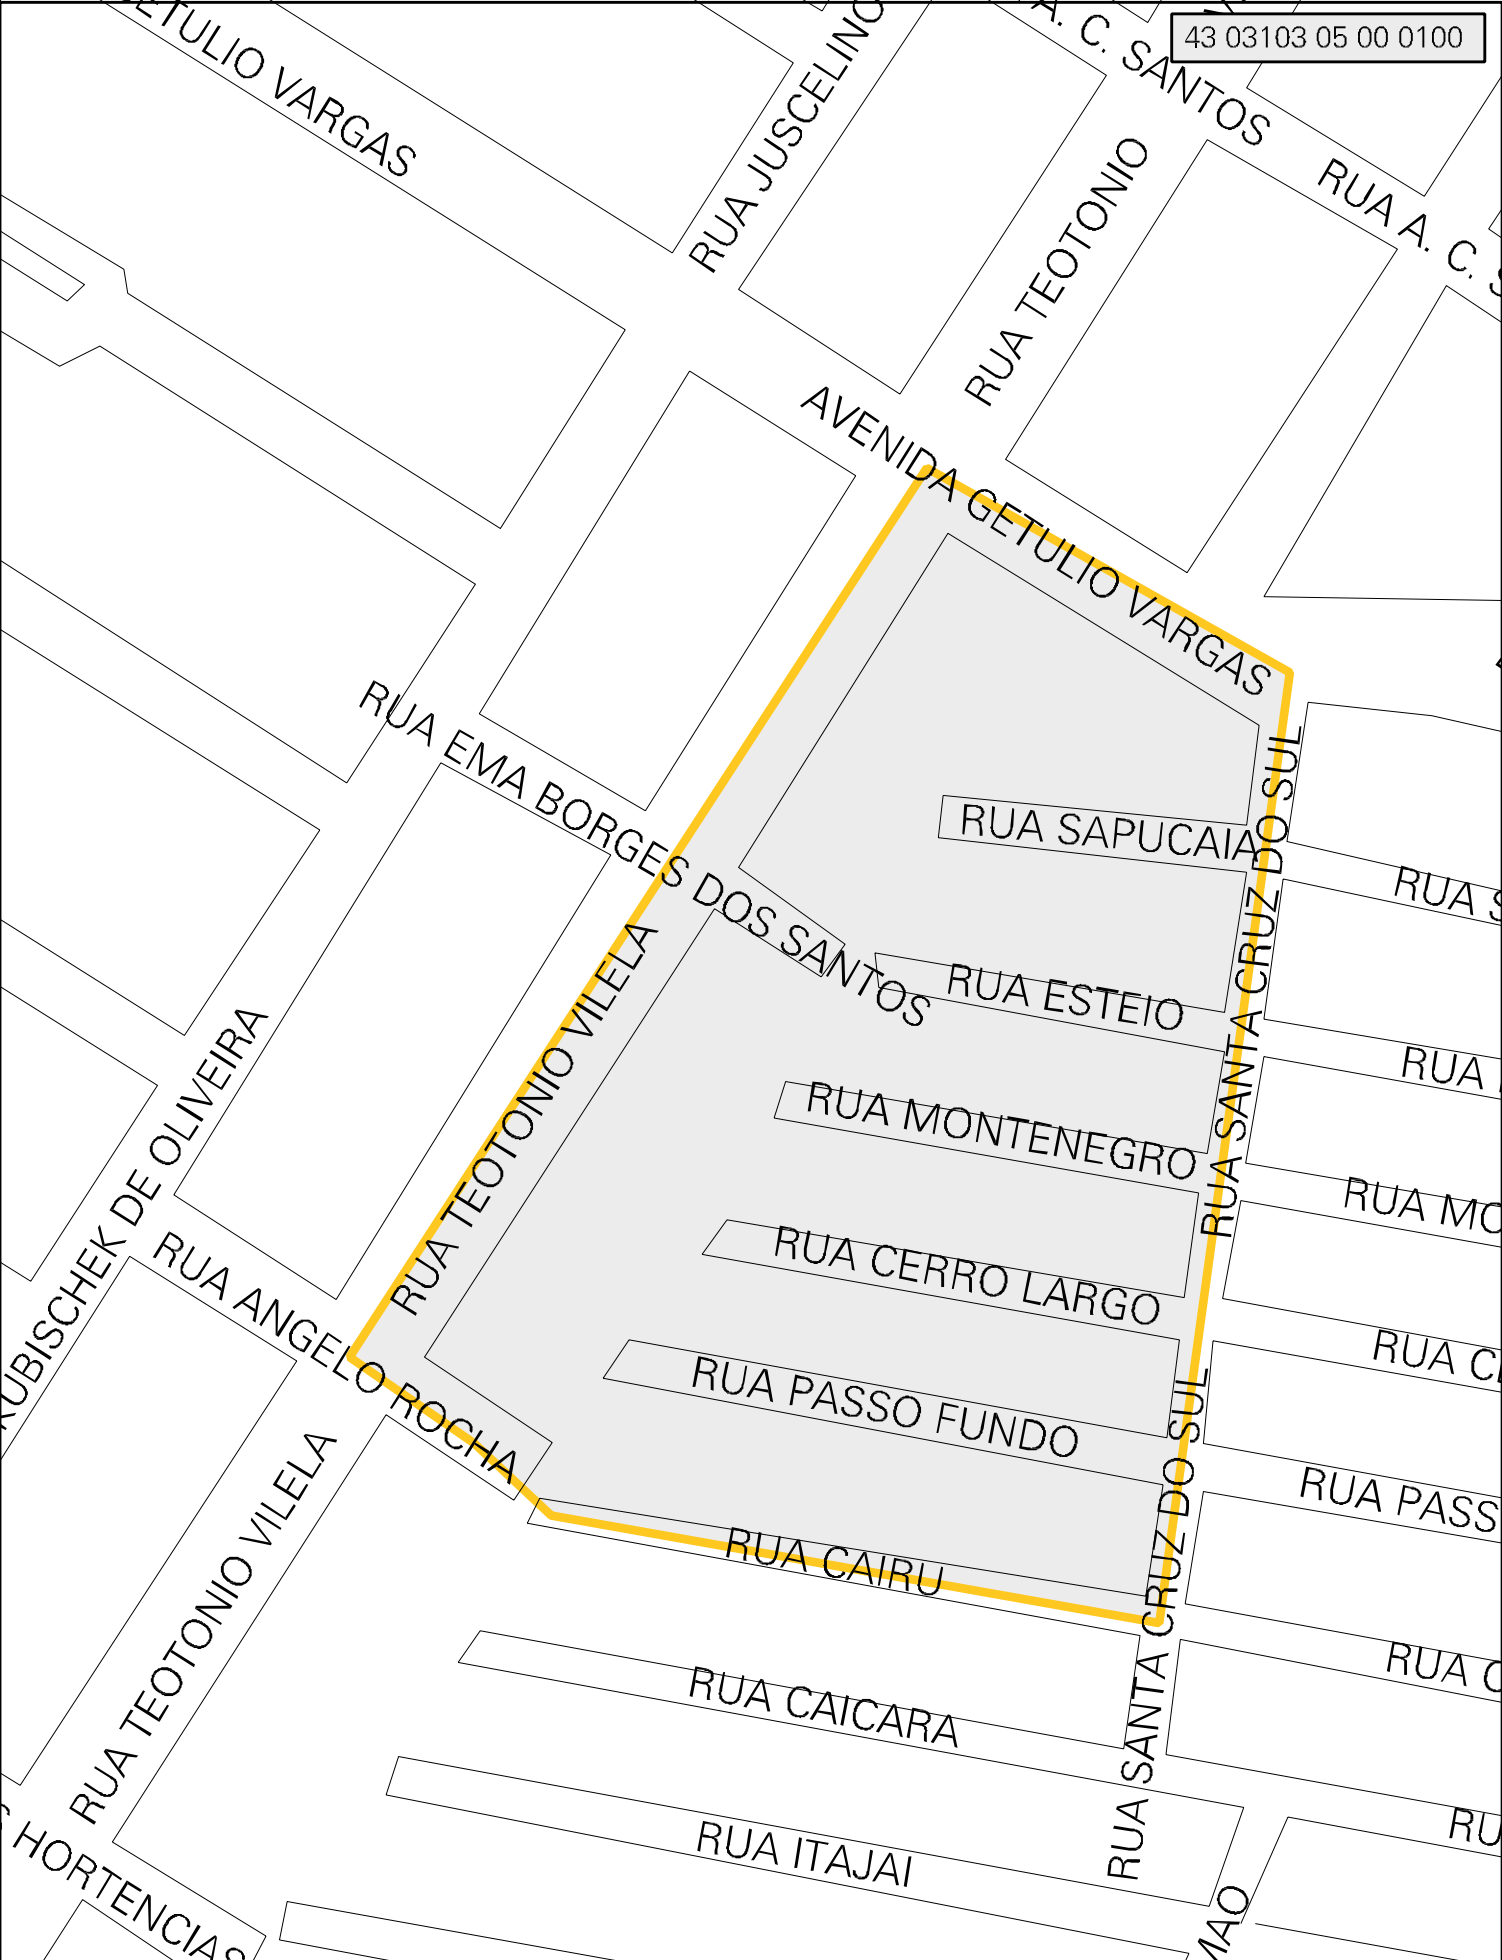 43 03103 05 00 0100
A. C. SANTOS
RUA A. C. S
GETULIO VARGAS
RUA JUSCELINO
RUA TEOTONIO
AVENIDA GETULIO VARGAS
RUA EMA BORGES DOS SANTOS
RUA SANTA CRUZ DO SUL
RUA SAPUCAIA
RUA S
RUA ESTEIO
RUA
RUA TEOTONIO VILELA
RUA MONTENEGRO
RUA MO
KUBISCHEK DE OLIVEIRA
RUA ANGELO ROCHA
RUA CERRO LARGO
RUA CE
RUA PASSO FUNDO
RUA PASS
RUA SANTA CRUZ DO SUL
RUA CAIRU
RUA C
RUA TEOTONIO VILELA
RUA CAICARA
RU
RUA ITAJAI
HORTENCIAS
MAO